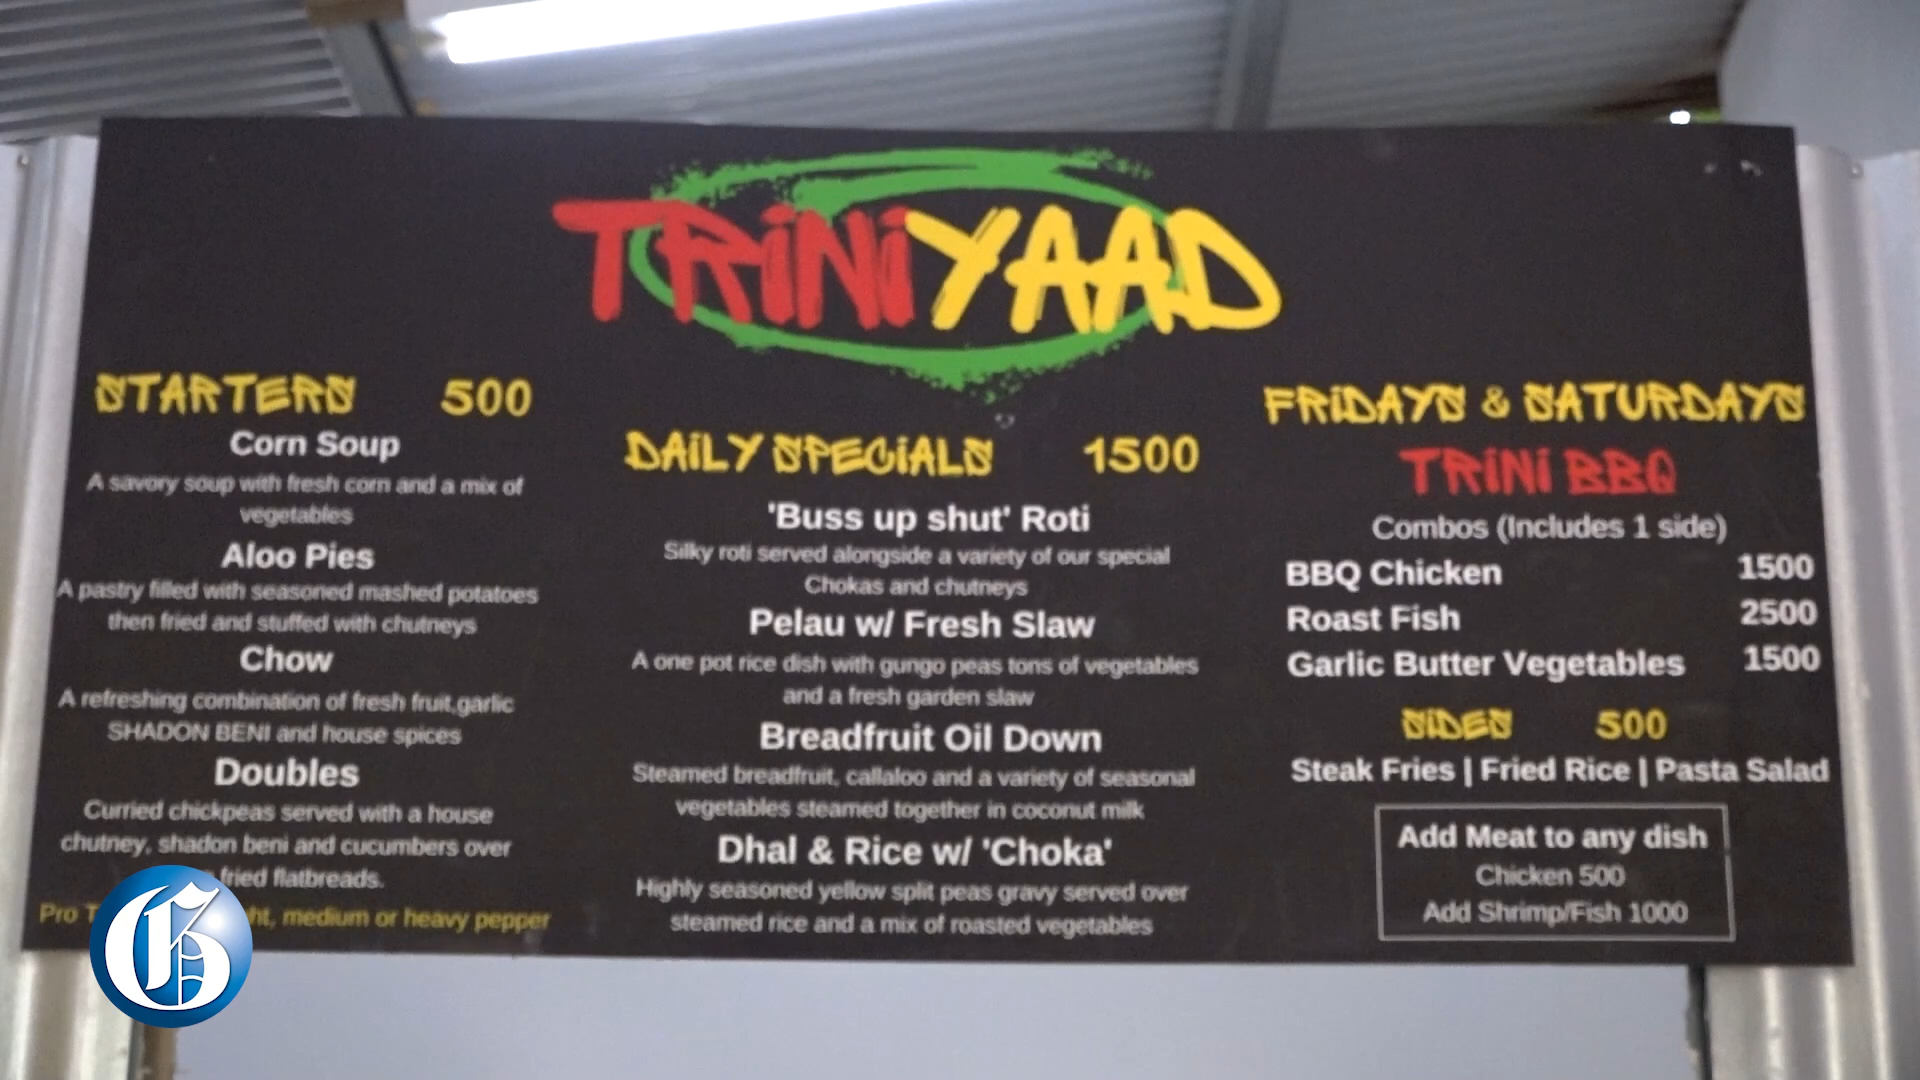 TRINIYAAD
STARTERS 500
Corn Soup
A savory soup with fresh corn and a mix of
vegetables
Aloo Pies
A pastry filled with seasoned mashed potatoes
then fried and stuffed with chutneys
Chow
A refreshing combination of fresh fruit,garlic
SHADON BENI and house spices
Doubles
Curried chickpeas served with a house
chutney, shadon beni and cucumbers over
fried flatbreads.
Pro medium or heavy pepper
DAILY SPECIALS 1500
'Buss up shut' Roti
Silky roti served alongside a variety of our special
Chokas and chutneys
Pelau w/ Fresh Slaw
A one pot rice dish with gungo peas tons of vegetables
and a fresh garden slaw
Breadfruit Oil Down
Steamed breadfruit, callaloo and a variety of seasonal
vegetables steamed together in coconut milk
Dhal & Rice w/ 'Choka'
Highly seasoned yellow split peas gravy served over
steamed rice and a mix of roasted vegetables
FRIDAYS & SATURDAYS
TRINI BBQ
Combos (Includes 1 side)
BBQ Chicken 1500
Roast Fish 2500
Garlic Butter Vegetables 1500
SIDES 500
Steak Fries | Fried Rice | Pasta Salad
Add Meat to any dish
Chicken 500
Add Shrimp/Fish 1000
G